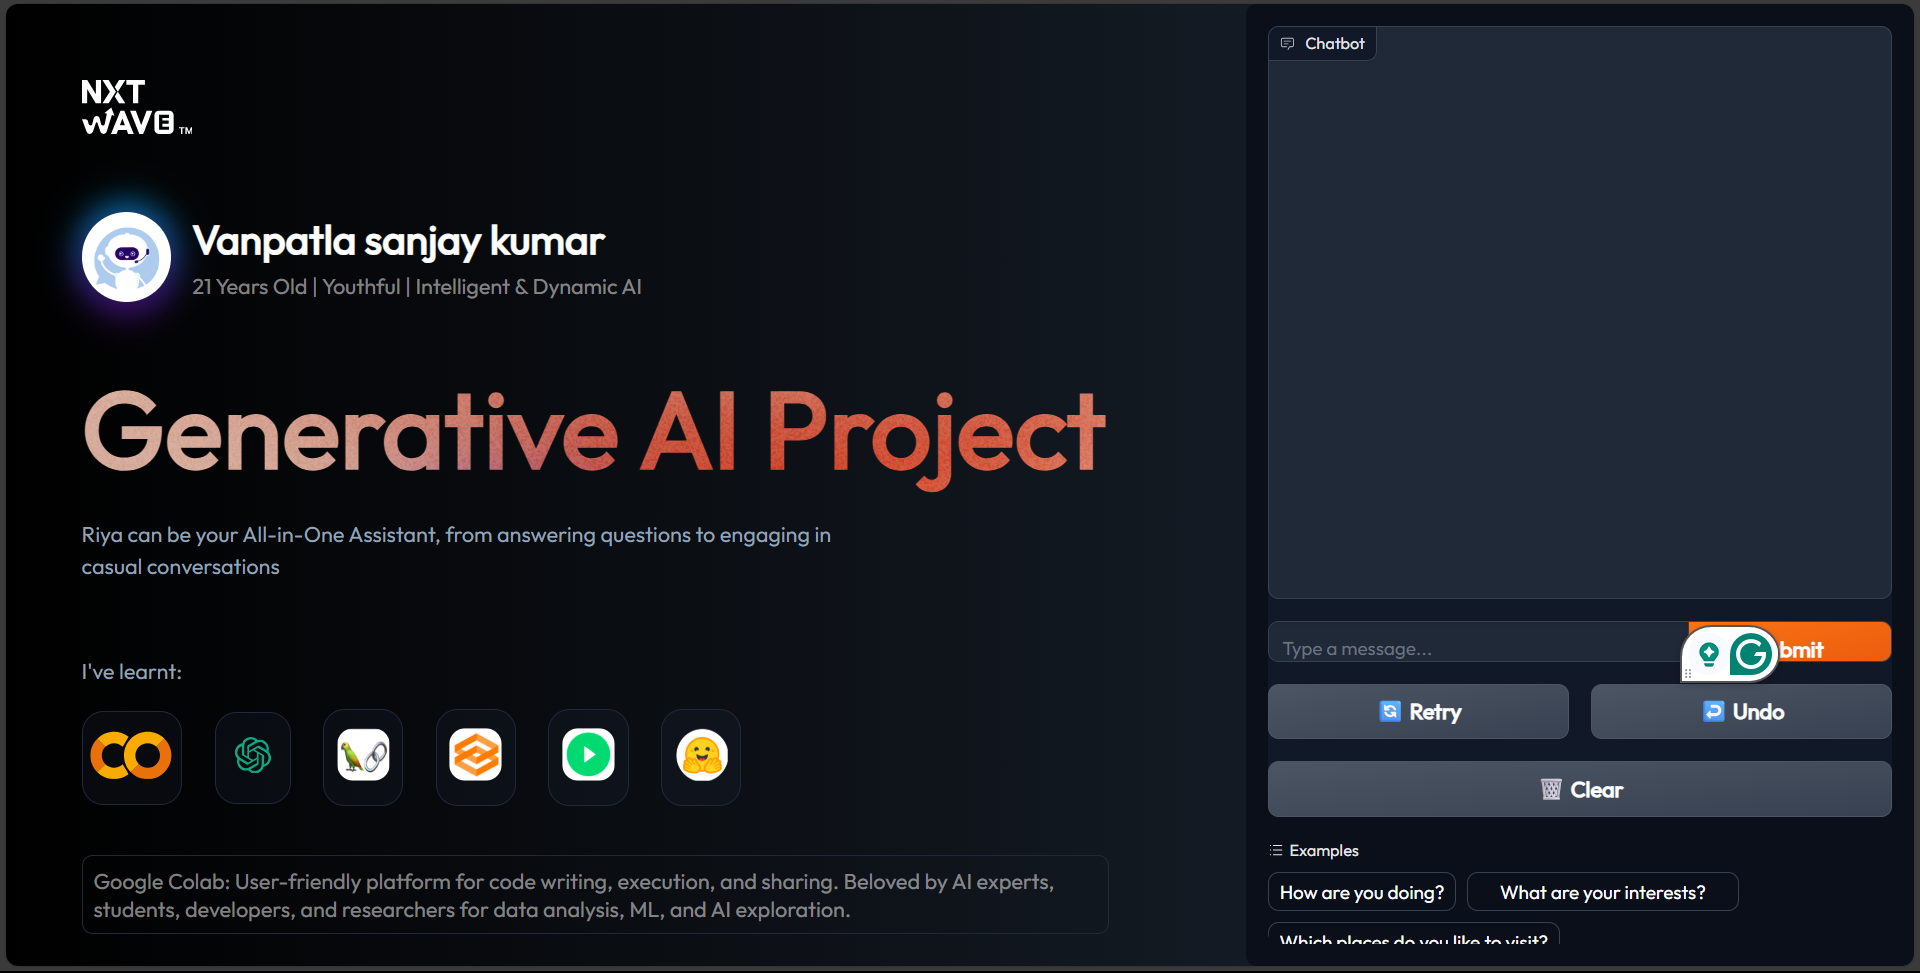 NXT
WAVE TM
Vanpatla sanjay kumar
21 Years Old | Youthful | Intelligent & Dynamic AI
Generative AI Project
Riya can be your All-in-One Assistant, from answering questions to engaging in
casual conversations
I've learnt:
Google Colab: User-friendly platform for code writing, execution, and sharing. Beloved by AI experts,
students, developers, and researchers for data analysis, ML, and AI exploration.
Chatbot
Type a message...
bmit
Retry
Undo
Clear
Examples
How are you doing?
What are your interests?
Which places do you like to visit?